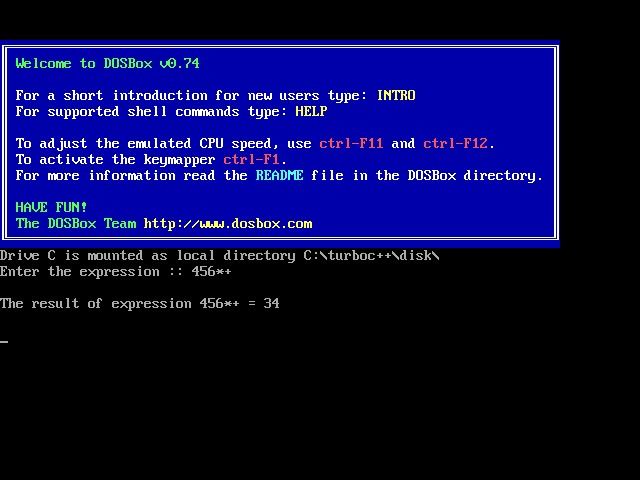 Welcome to DOSBox v0.74
For a short introduction for new users type: INTRO
For supported shell commands type: HELP
To adjust the emulated CPU speed, use ctrl-F11 and ctrl-F12.
To activate the keymapper ctrl-F1.
For more information read the README file in the DOSBox directory.
HAVE FUN!
The DOSBox Team http://www.dosbox.com
Drive C is mounted as local directory C:\turboc++\disk\
Enter the expression :: 456*+
The result of expression 456*+ = 34
_